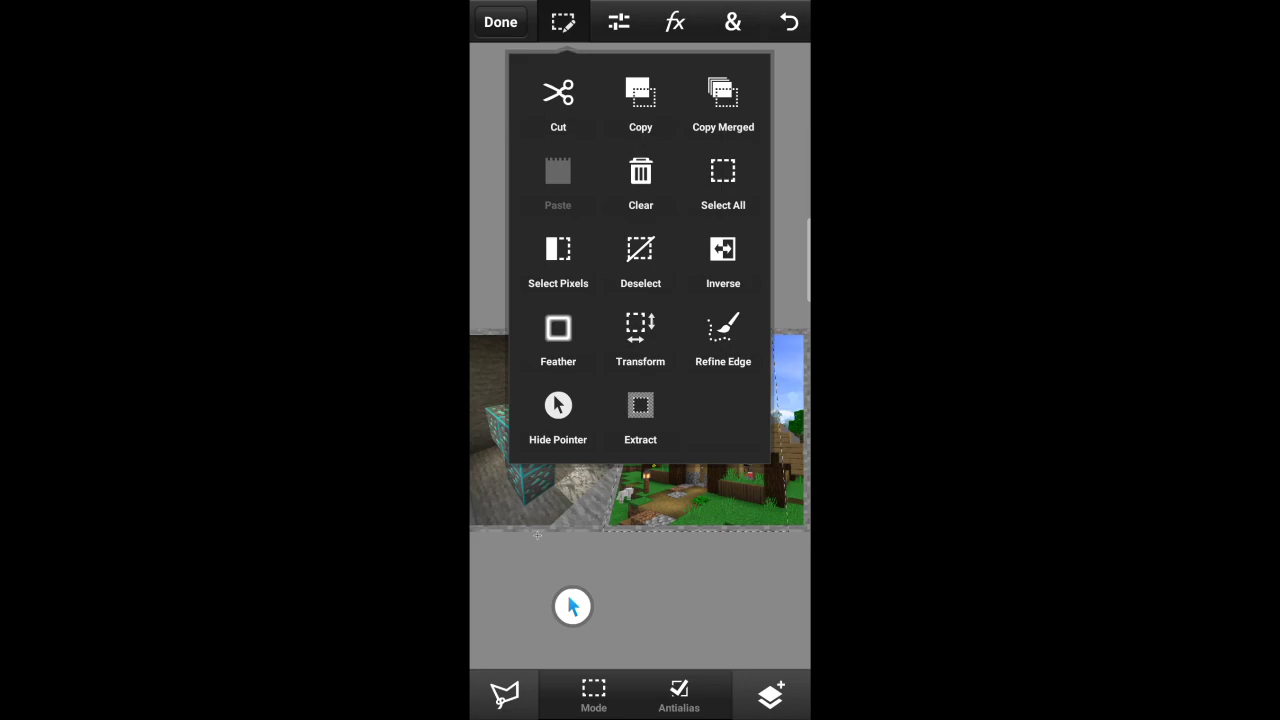 Done
fx
&
Cut
Copy
Copy Merged
Paste
Clear
Select All
Select Pixels
Deselect
Inverse
Feather
Transform
Refine Edge
Hide Pointer
Extract
Mode
Antialias